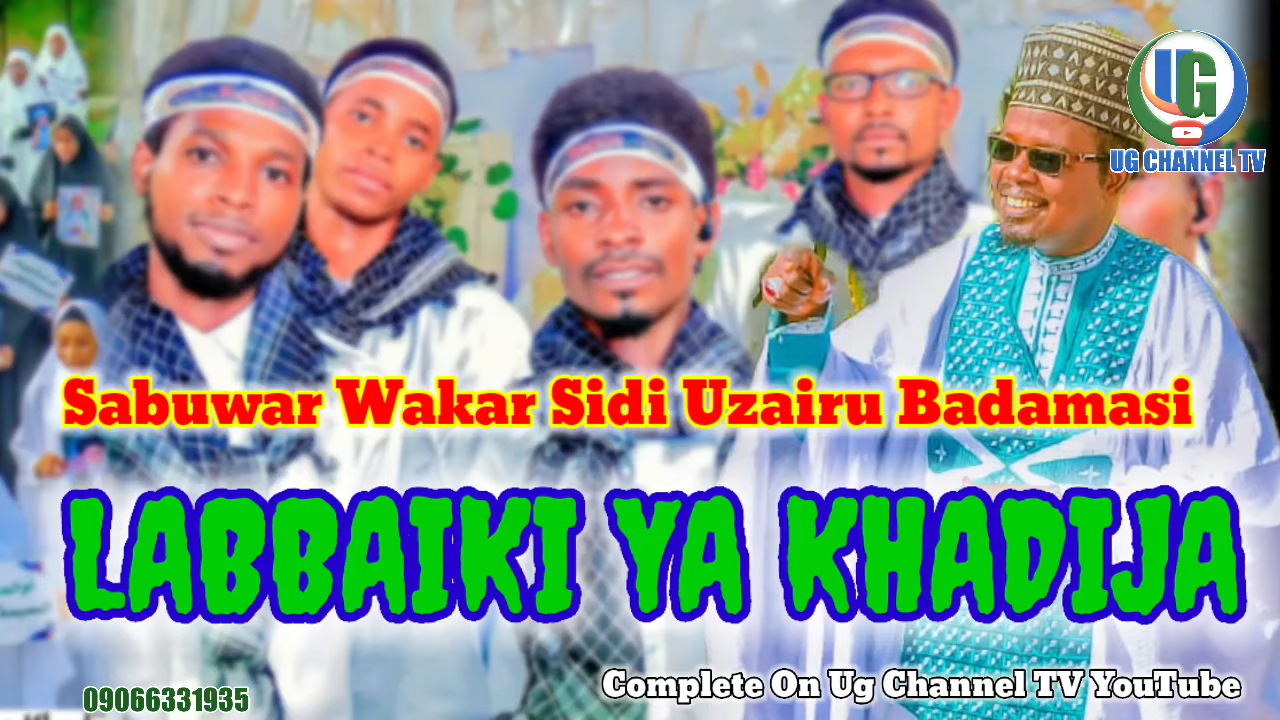 UG
UG CHANNEL TV
Sabuwar Wakar Sidi Uzairu Badamasi
LABBAIKI YA KHADIJA
Complete On Ug Channel TV YouTube
09066331935